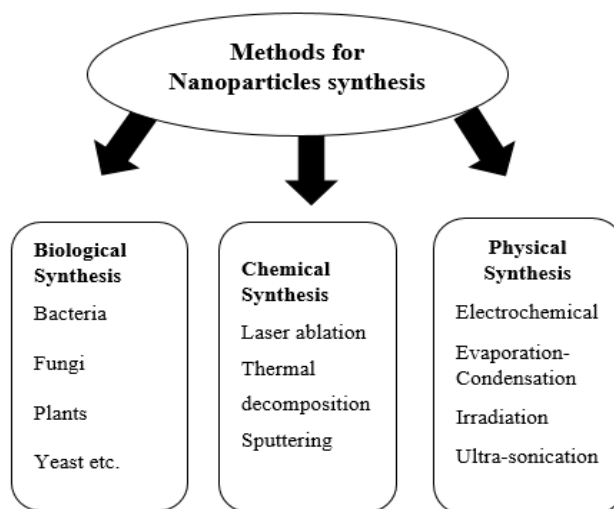 Methods for
Nanoparticles synthesis
Biological
Synthesis
Bacteria
Fungi
Plants
Yeast etc.
Chemical
Synthesis
Laser ablation
Thermal
decomposition
Sputtering
Physical
Synthesis
Electrochemical
Evaporation-
Condensation
Irradiation
Ultra-sonication